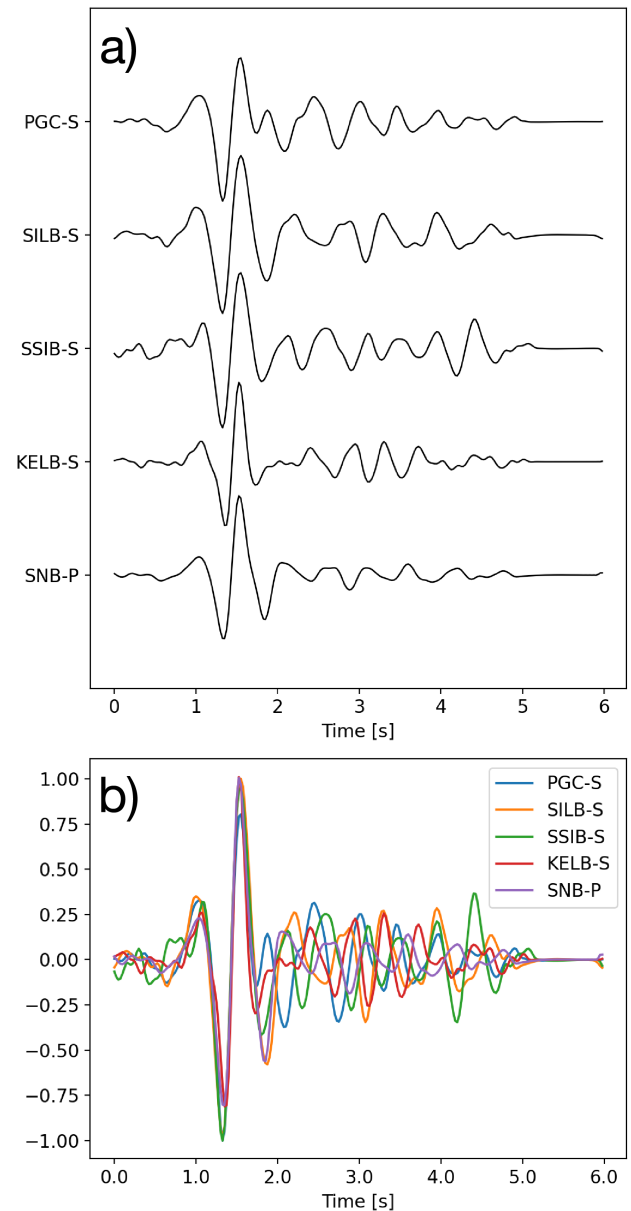 a)
PGC-S
SILB-S
SSIB-S
KELB-S
SNB-P
0 1 2 3 4 5 6
Time [s]
b)
1.00
0.75
0.50
0.25
0.00
−0.25
−0.50
−0.75
−1.00
PGC-S
SILB-S
SSIB-S
KELB-S
SNB-P
0.0 1.0 2.0 3.0 4.0 5.0 6.0
Time [s]